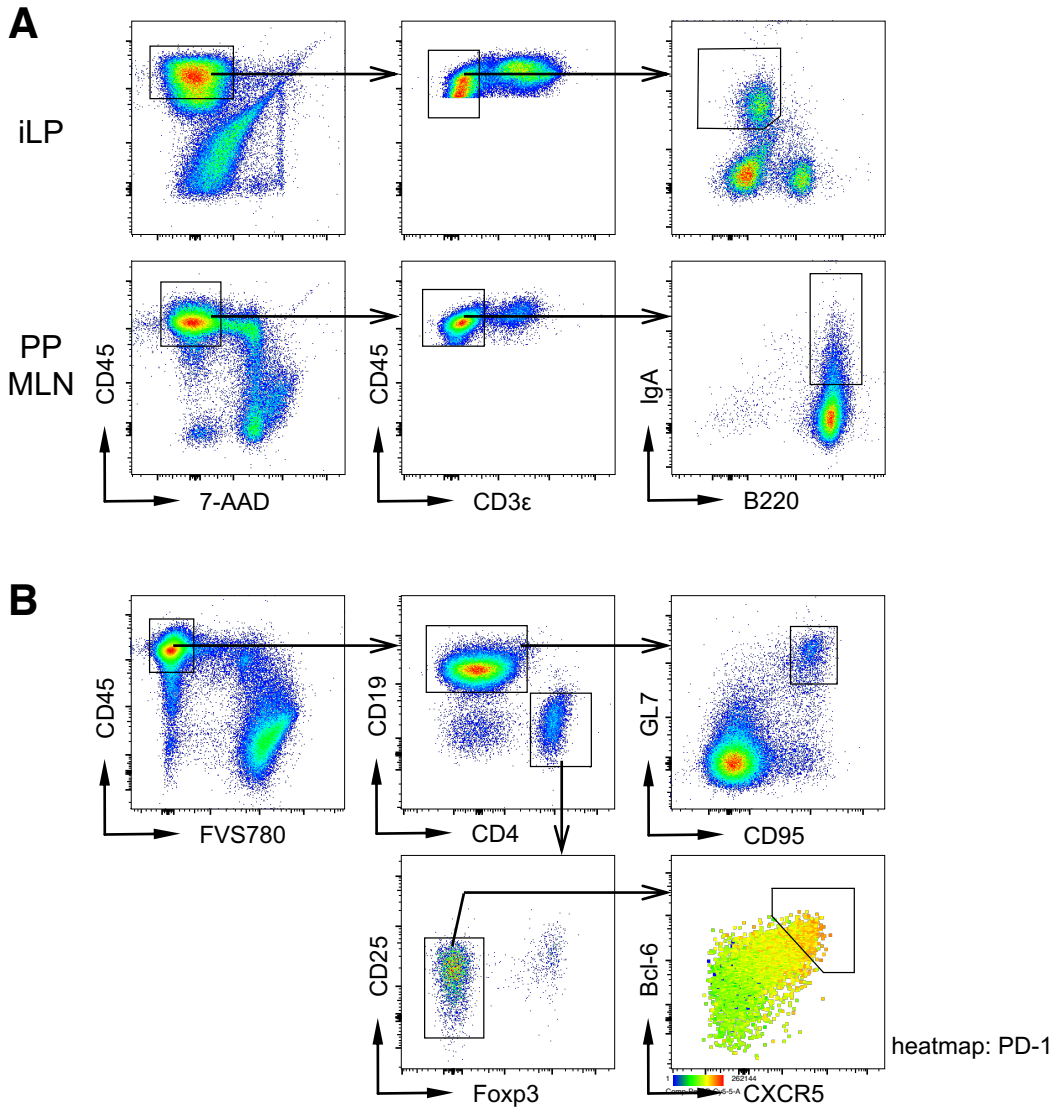 A
iLP
PP
MLN
CD45
CD45
IgA
7-AAD
CD3ε
B220
B
CD45
CD19
GL7
FVS780
CD4
CD95
CD25
Bcl-6
heatmap: PD-1
1
262144
Foxp3
CXCR5